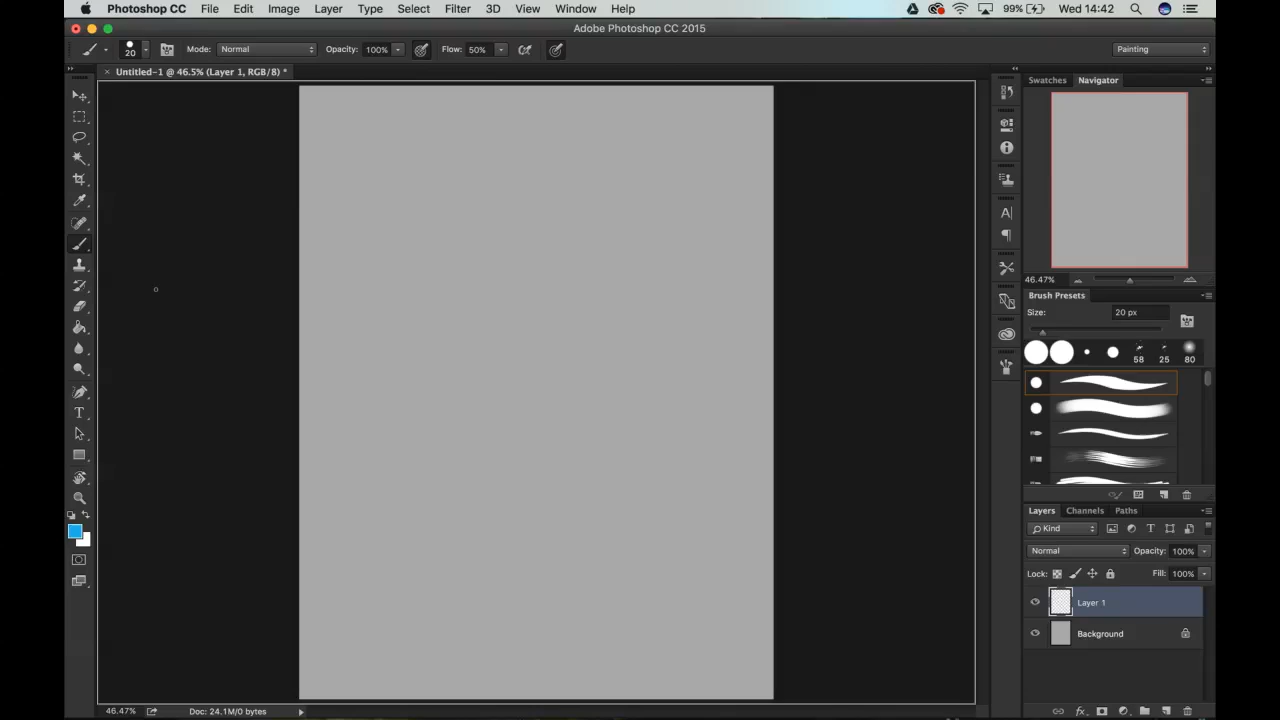 Photoshop CC File Edit Image Layer Type Select Filter 3D View Window Help 99% Wed 14:42
Adobe Photoshop CC 2015
20 Mode: Normal Opacity: 100% Flow: 50% Painting
× Untitled-1 @ 46.5% (Layer 1, RGB/8) *
Swatches Navigator
46.47%
Brush Presets
Size: 20 px
58 25 80
Layers Channels Paths
Kind
Normal Opacity: 100%
Lock: Fill: 100%
Layer 1
Background
fx
46.47% Doc: 24.1M/0 bytes